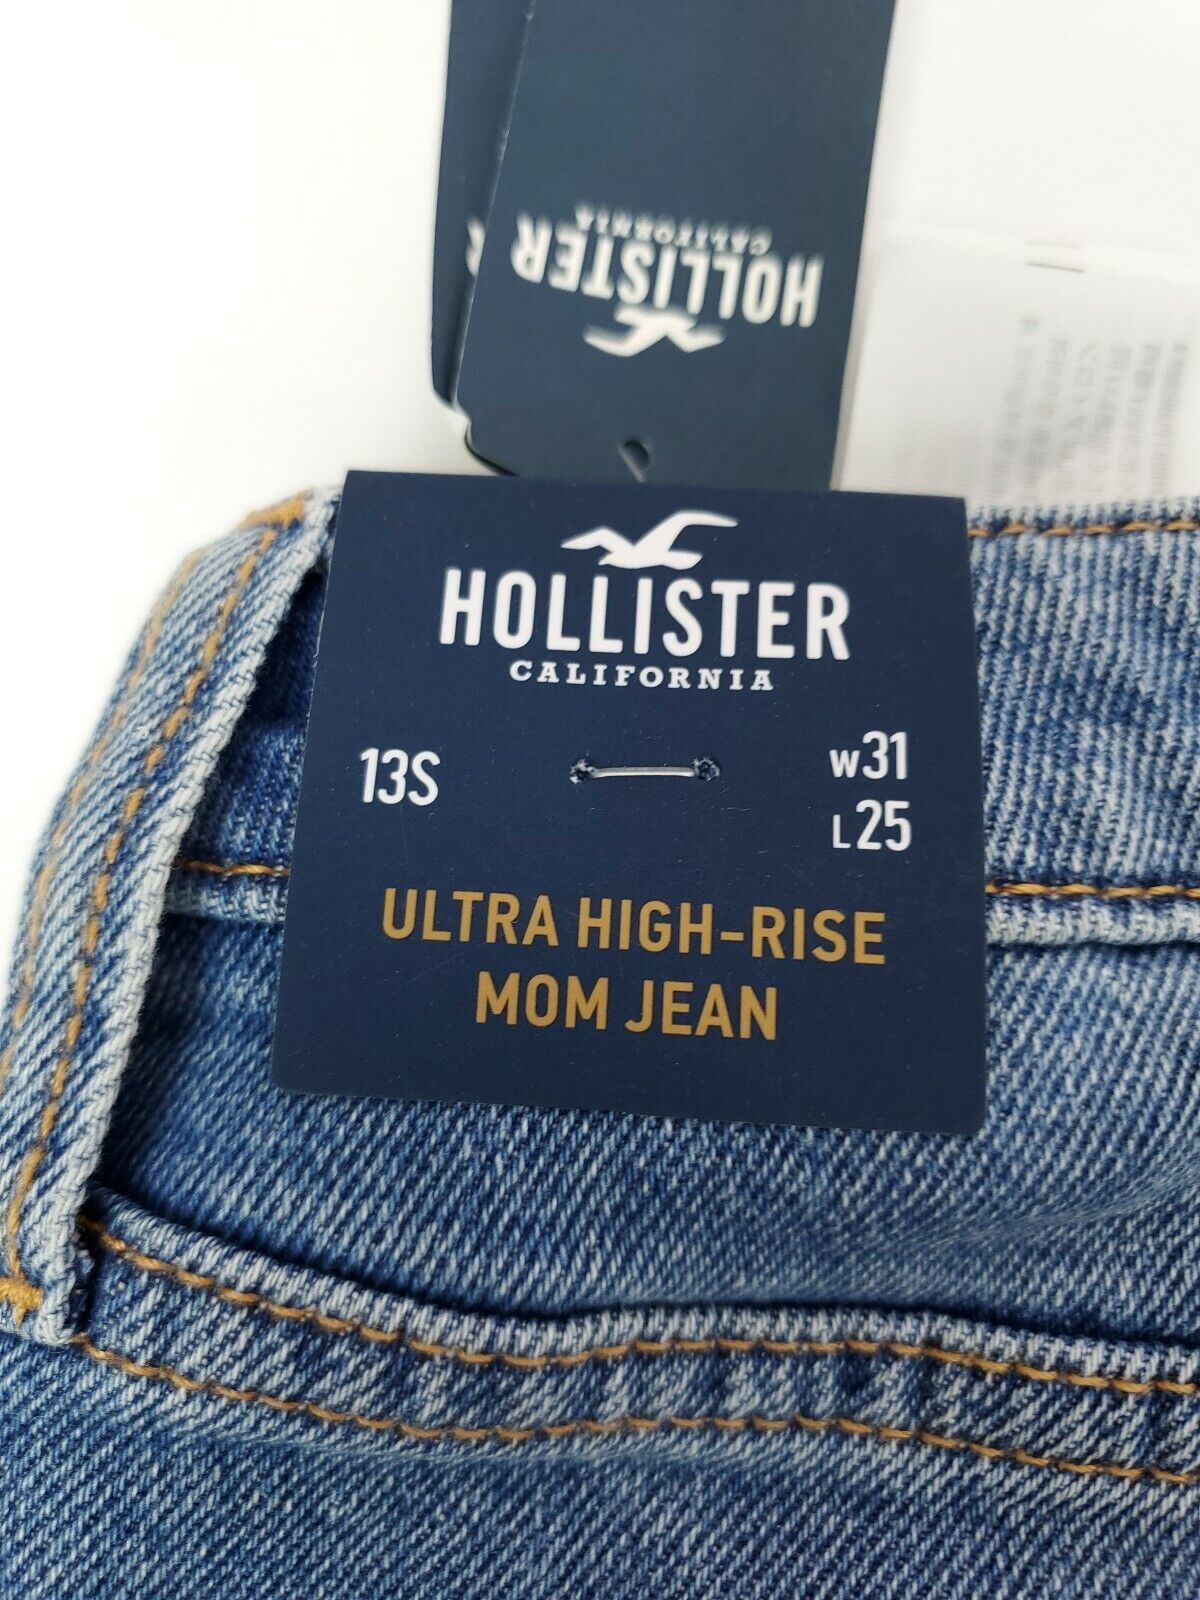 HOLLISTER
CALIFORNIA
HOLLISTER
CALIFORNIA
13S
W31
L25
ULTRA HIGH-RISE
MOM JEAN